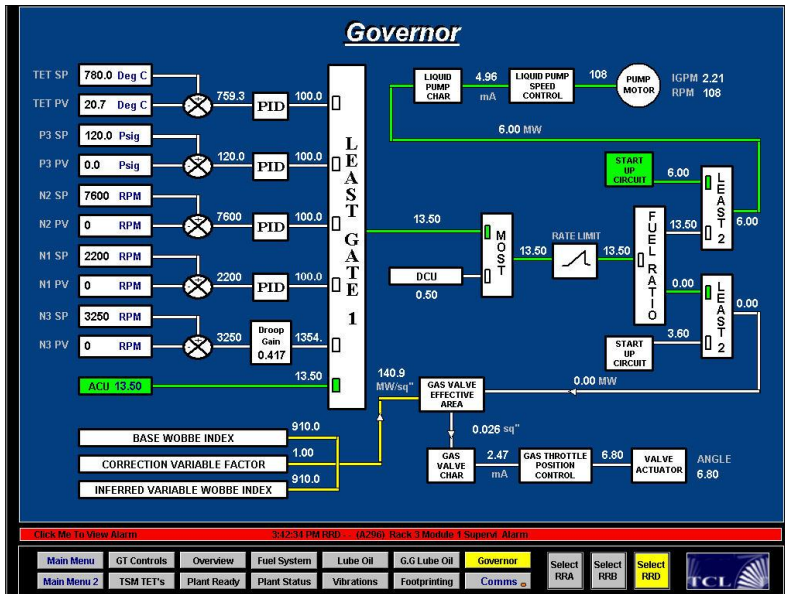 Governor
TET SP 780.0 Deg C
TET PV 20.7 Deg C
759.3 PID 100.0
P3 SP 120.0 Psig
P3 PV 0.0 Psig
120.0 PID 100.0
N2 SP 7600 RPM
N2 PV 0 RPM
7600 PID 100.0
N1 SP 2200 RPM
N1 PV 0 RPM
2200 PID 100.0
N3 SP 3250 RPM
N3 PV 0 RPM
3250
Droop
Gain
0.417
1354.
ACU 13.50
13.50
LEAST GATE 1
13.50
DCU
0.50
MOST
13.50
RATE LIMIT
13.50
FUEL RATIO
13.50
0.00
START
UP
CIRCUIT
6.00
LEAST 2
6.00
START
UP
CIRCUIT
3.60
LEAST 2
0.00
6.00 MW
LIQUID
PUMP
CHAR
4.96
mA
LIQUID PUMP
SPEED
CONTROL
108
PUMP
MOTOR
IGPM 2.21
RPM 108
0.00 MW
BASE WOBBE INDEX
910.0
CORRECTION VARIABLE FACTOR
1.00
INFERRED VARIABLE WOBBE INDEX
910.0
140.9
MW/sq"
GAS VALVE
EFFECTIVE
AREA
0.026 sq"
GAS
VALVE
CHAR
2.47
mA
GAS THROTTLE
POSITION
CONTROL
6.80
VALVE
ACTUATOR
ANGLE
6.80
Click Me To View Alarm 3:42:34 PM RRD - - (A296) Rack 3 Module 4 Supervi Alarm
Main Menu GT Controls Overview Fuel System Lube Oil G.G Lube Oil Governor
Main Menu 2 TSM TET's Plant Ready Plant Status Vibrations Footprinting Comms
Select
RRA
Select
RRB
Select
RRD
TCL